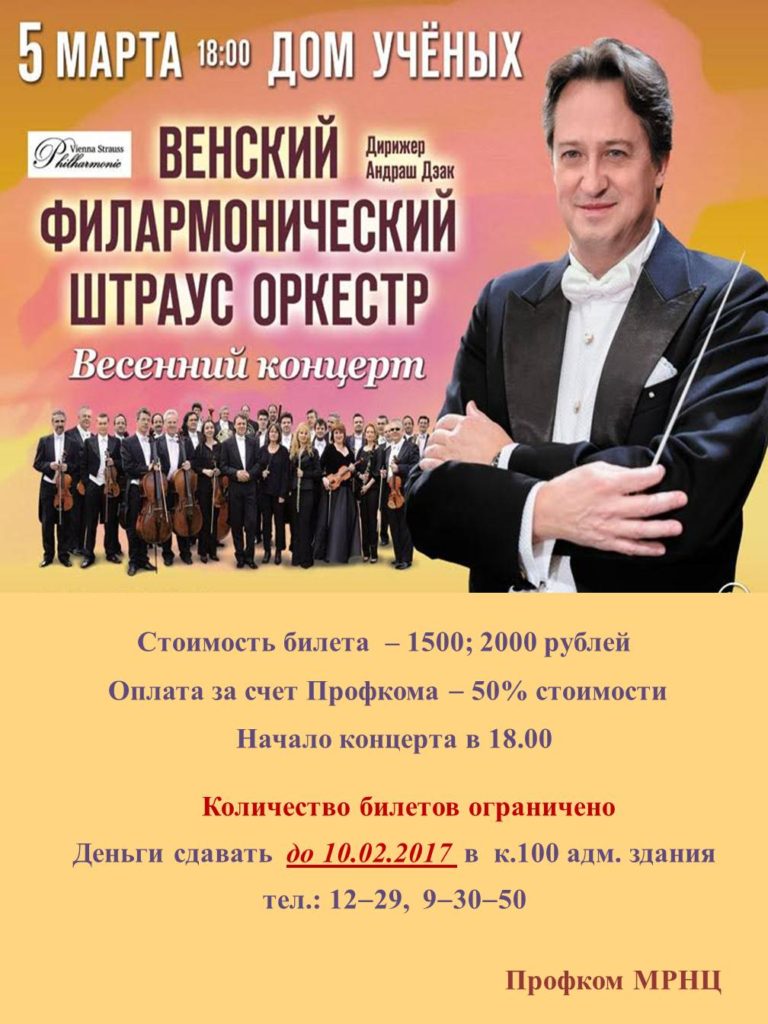 5 МАРТА 18:00 ДОМ УЧЁНЫХ
Vienna Strauss
Philharmonic
ВЕНСКИЙ
Дирижер
Андраш Дэак
ФИЛАРМОНИЧЕСКИЙ
ШТРАУС ОРКЕСТР
Весенний концерт
Стоимость билета – 1500; 2000 рублей
Оплата за счет Профкома – 50% стоимости
Начало концерта в 18.00
Количество билетов ограничено
Деньги сдавать до 10.02.2017 в к.100 адм. здания
тел.: 12–29, 9–30–50
Профком МРНЦ